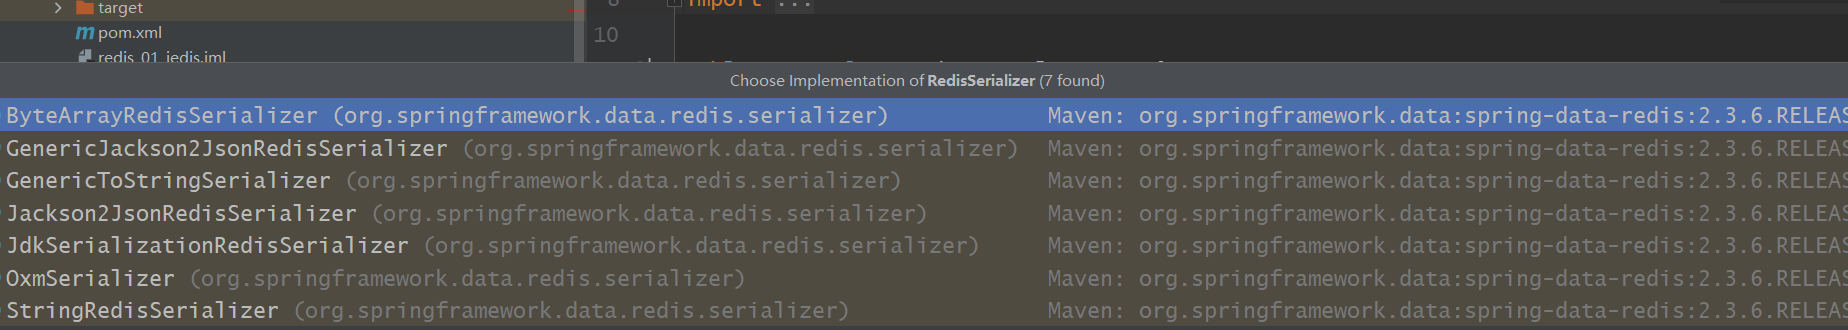 target
pom.xml
redis_01_jedis.iml
8
import ...
10
Choose Implementation of RedisSerializer (7 found)
ByteArrayRedisSerializer (org.springframework.data.redis.serializer) Maven: org.springframework.data:spring-data-redis:2.3.6.RELEAS
GenericJackson2JsonRedisSerializer (org.springframework.data.redis.serializer) Maven: org.springframework.data:spring-data-redis:2.3.6.RELEAS
GenericToStringSerializer (org.springframework.data.redis.serializer) Maven: org.springframework.data:spring-data-redis:2.3.6.RELEAS
Jackson2JsonRedisSerializer (org.springframework.data.redis.serializer) Maven: org.springframework.data:spring-data-redis:2.3.6.RELEAS
JdkSerializationRedisSerializer (org.springframework.data.redis.serializer) Maven: org.springframework.data:spring-data-redis:2.3.6.RELEAS
OxmSerializer (org.springframework.data.redis.serializer) Maven: org.springframework.data:spring-data-redis:2.3.6.RELEAS
StringRedisSerializer (org.springframework.data.redis.serializer) Maven: org.springframework.data:spring-data-redis:2.3.6.RELEAS